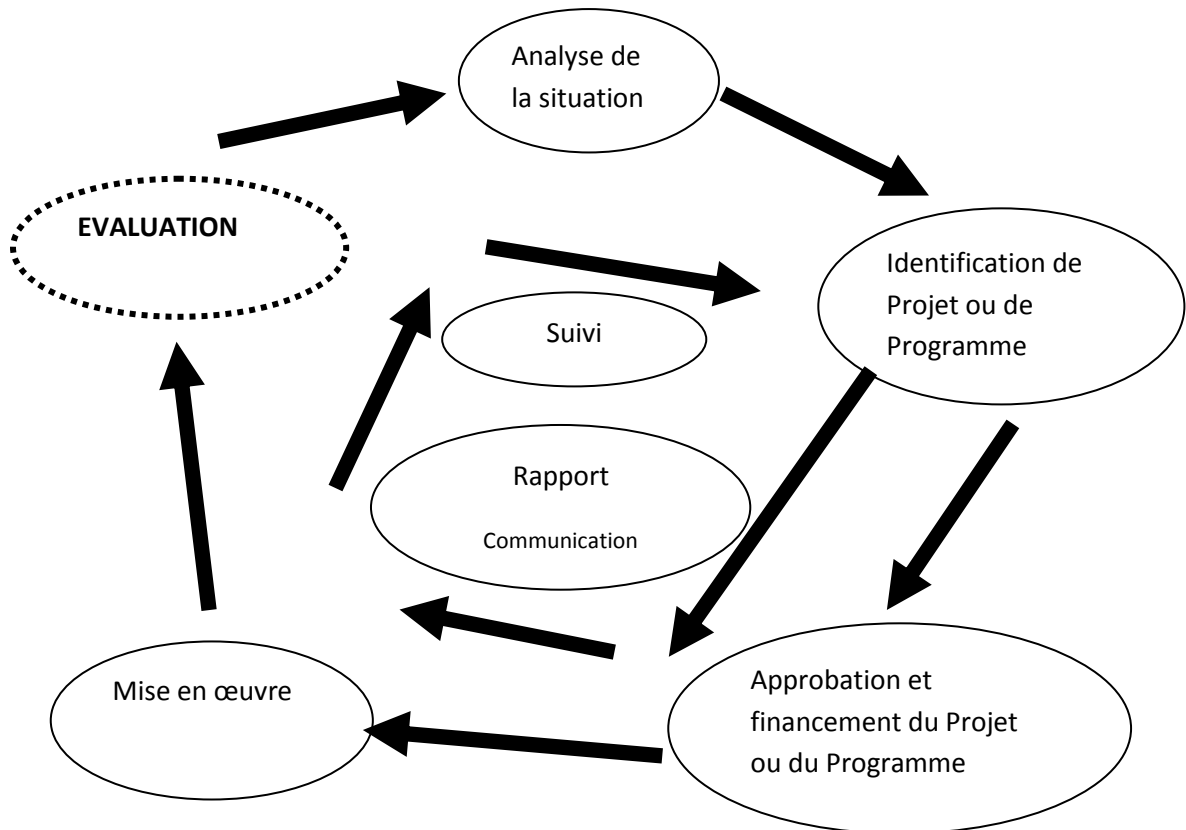 Analyse de
la situation
EVALUATION
Identification de
Projet ou de
Programme
Suivi
Rapport
Communication
Mise en œuvre
Approbation et
financement du Projet
ou du Programme